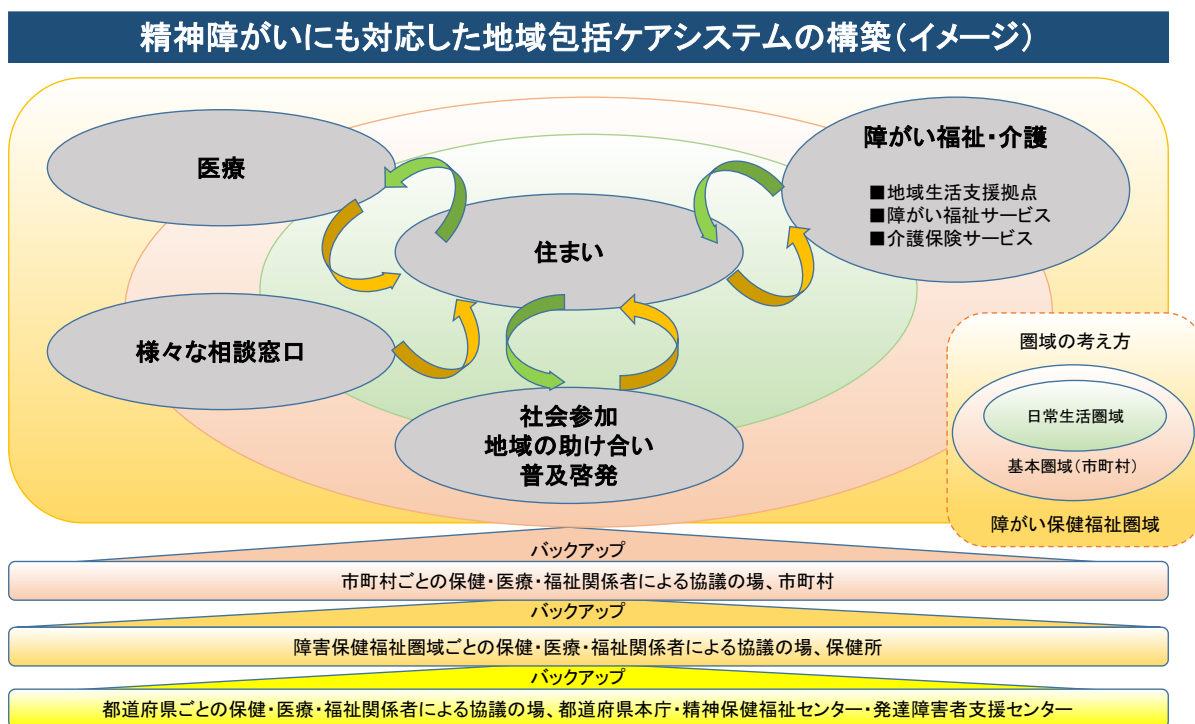 精神障がいにも対応した地域包括ケアシステムの構築(イメージ)
医療
障がい福祉・介護
■地域生活支援拠点
■障がい福祉サービス
■介護保険サービス
住まい
様々な相談窓口
社会参加
地域の助け合い
普及啓発
圏域の考え方
日常生活圏域
基本圏域(市町村)
障がい保健福祉圏域
バックアップ
市町村ごとの保健・医療・福祉関係者による協議の場、市町村
バックアップ
障害保健福祉圏域ごとの保健・医療・福祉関係者による協議の場、保健所
バックアップ
都道府県ごとの保健・医療・福祉関係者による協議の場、都道府県本庁・精神保健福祉センター・発達障害者支援センター